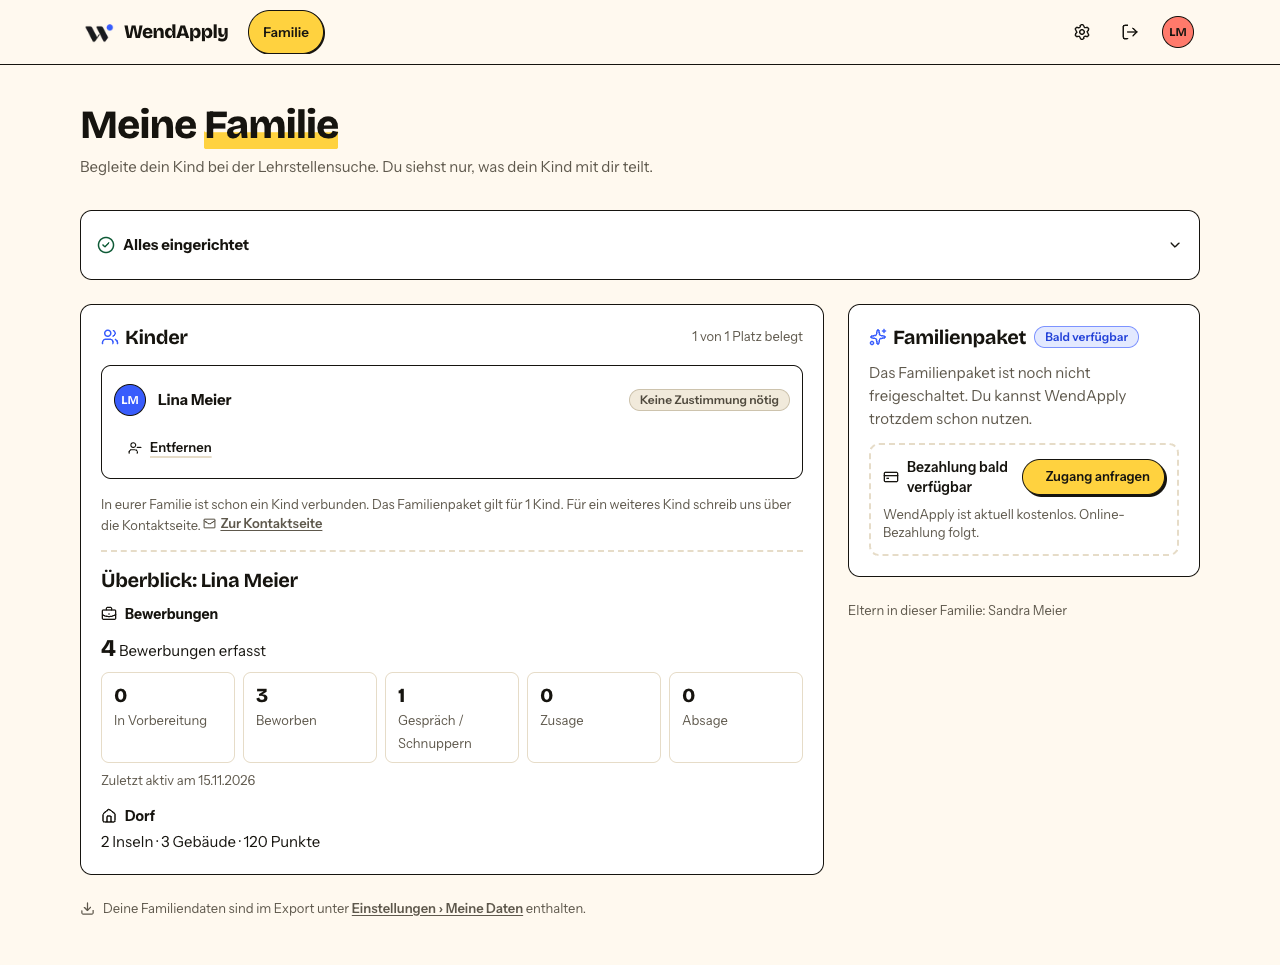 WendApply
Familie
LM
Meine Familie
Begleite dein Kind bei der Lehrstellensuche. Du siehst nur, was dein Kind mit dir teilt.
Alles eingerichtet
Kinder
1 von 1 Platz belegt
LM
Lina Meier
Keine Zustimmung nötig
Entfernen
In eurer Familie ist schon ein Kind verbunden. Das Familienpaket gilt für 1 Kind. Für ein weiteres Kind schreib uns über
die Kontaktseite. Zur Kontaktseite
Überblick: Lina Meier
Bewerbungen
4 Bewerbungen erfasst
0
In Vorbereitung
3
Beworben
1
Gespräch /
Schnuppern
0
Zusage
0
Absage
Zuletzt aktiv am 15.11.2026
Dorf
2 Inseln · 3 Gebäude · 120 Punkte
Familienpaket
Bald verfügbar
Das Familienpaket ist noch nicht
freigeschaltet. Du kannst WendApply
trotzdem schon nutzen.
Bezahlung bald
verfügbar
Zugang anfragen
WendApply ist aktuell kostenlos. Online-
Bezahlung folgt.
Eltern in dieser Familie: Sandra Meier
Deine Familiendaten sind im Export unter Einstellungen › Meine Daten enthalten.